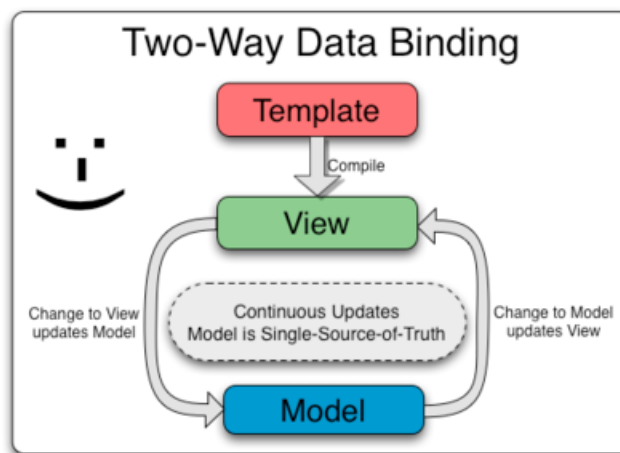 Two-Way Data Binding
Template
Compile
View
Change to View
updates Model
Continuous Updates
Model is Single-Source-of-Truth
Change to Model
updates View
Model